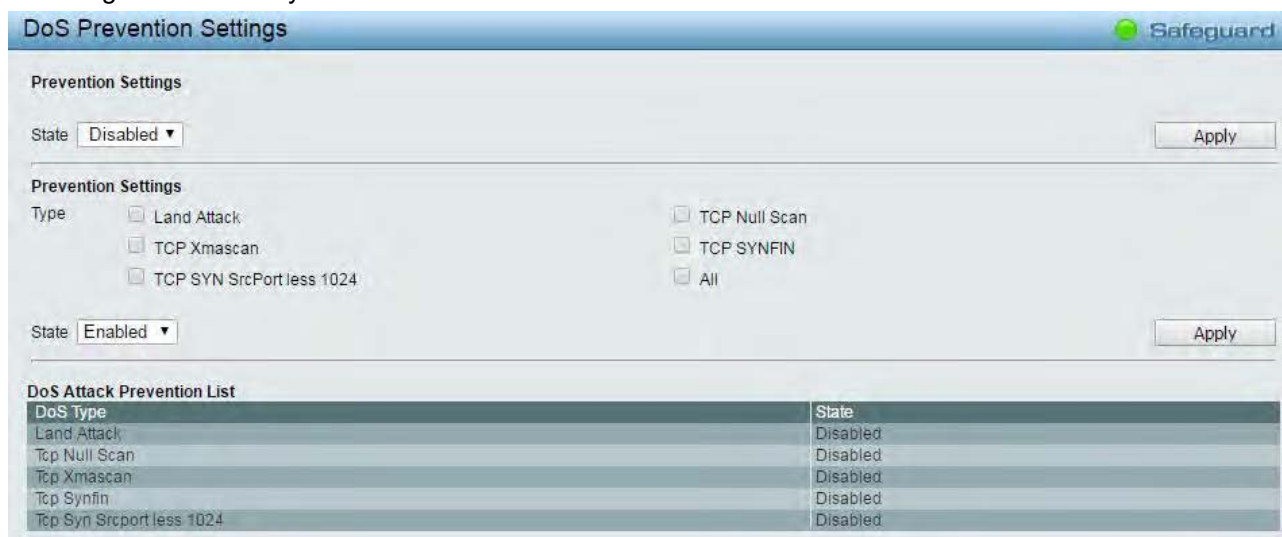 DoS Prevention Settings
Safeguard
Prevention Settings
State Disabled
Apply
Prevention Settings
Type Land Attack TCP Null Scan
TCP Xmascan TCP SYNFIN
TCP SYN SrcPort less 1024 All
State Enabled
Apply
DoS Attack Prevention List
DoS Type State
Land Attack Disabled
Tcp Null Scan Disabled
Tcp Xmascan Disabled
Tcp Synfin Disabled
Tcp Syn Srcport less 1024 Disabled